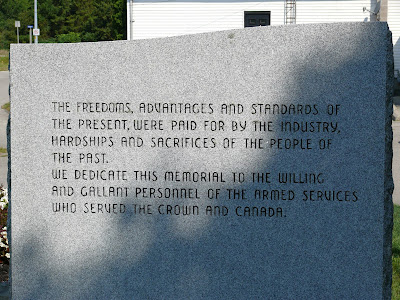 THE FREEDOMS, ADVANTAGES AND STANDARDS OF
THE PRESENT, WERE PAID FOR BY THE INDUSTRY,
HARDSHIPS AND SACRIFICES OF THE PEOPLE OF
THE PAST.
WE DEDICATE THIS MEMORIAL TO THE WILLING
AND GALLANT PERSONNEL OF THE ARMED SERVICES
WHO SERVED THE CROWN AND CANADA.